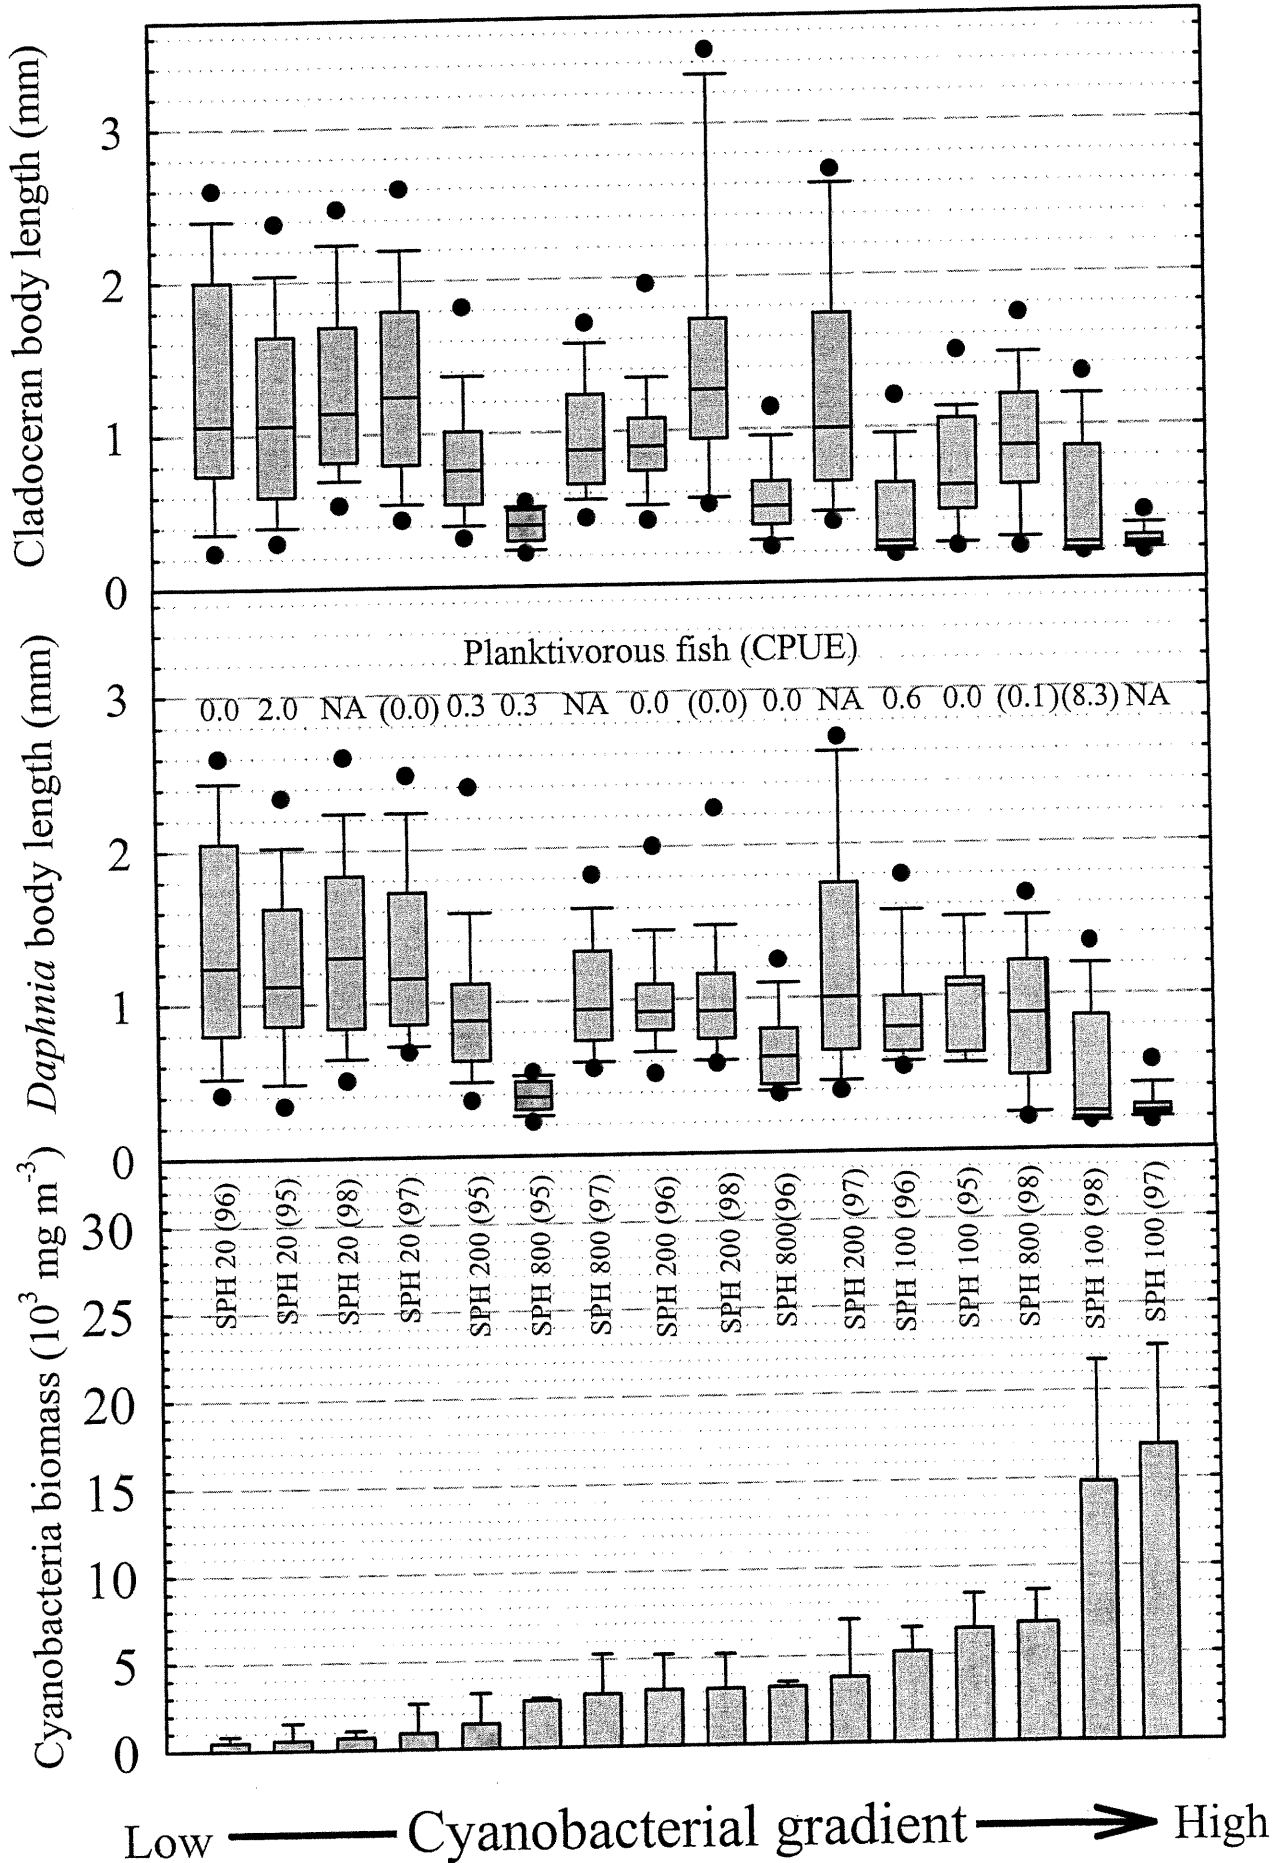 Cladoceran body length (mm)
3
2
1
0
Daphnia body length (mm)
Planktivorous fish (CPUE)
0.0 2.0 NA (0.0) 0.3 0.3 NA 0.0 (0.0) 0.0 NA 0.6 0.0 (0.1) (8.3) NA
3
2
1
0
Cyanobacteria biomass (10³ mg m⁻³)
30
25
20
15
10
5
0
SPH 20 (96)
SPH 20 (95)
SPH 20 (98)
SPH 20 (97)
SPH 200 (95)
SPH 800 (95)
SPH 800 (97)
SPH 200 (96)
SPH 200 (98)
SPH 800(96)
SPH 200 (97)
SPH 100 (96)
SPH 100 (95)
SPH 800 (98)
SPH 100 (98)
SPH 100 (97)
Low Cyanobacterial gradient High